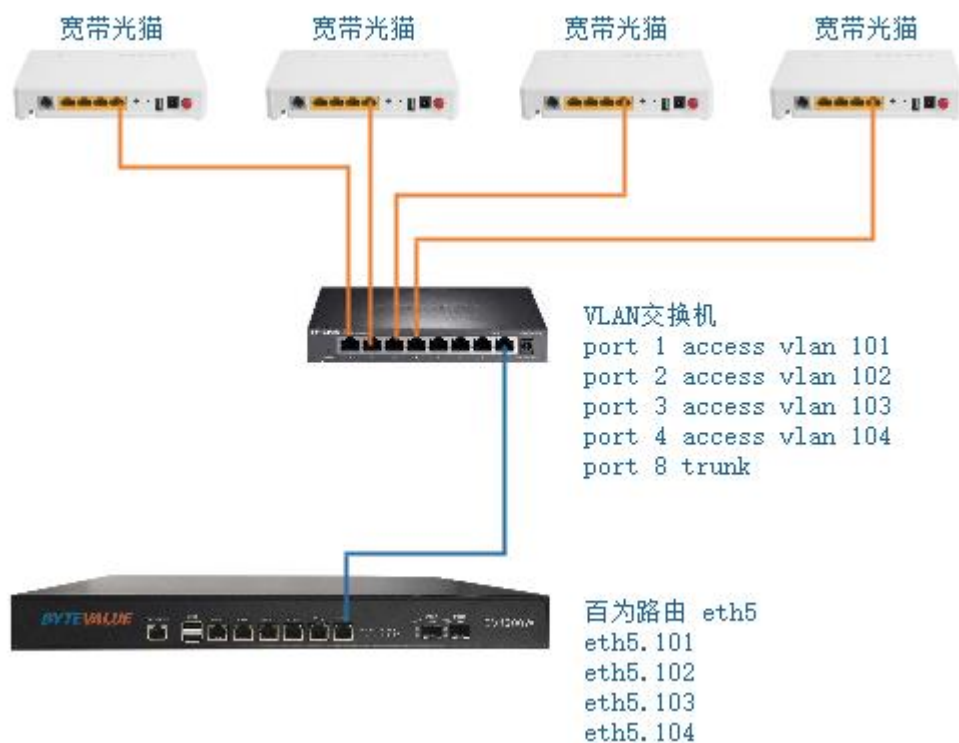 宽带光猫
宽带光猫
宽带光猫
宽带光猫
VLAN交换机
port 1 access vlan 101
port 2 access vlan 102
port 3 access vlan 103
port 4 access vlan 104
port 8 trunk
BYTEVALUE
百为路由 eth5
eth5.101
eth5.102
eth5.103
eth5.104